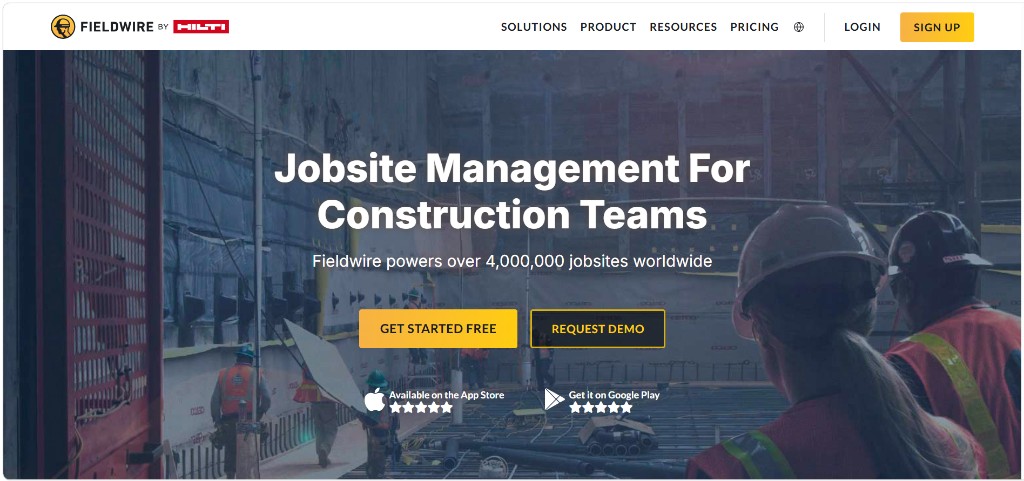 FIELDWIRE BY HILTI
SOLUTIONS PRODUCT RESOURCES PRICING LOGIN SIGN UP
Jobsite Management For
Construction Teams
Fieldwire powers over 4,000,000 jobsites worldwide
GET STARTED FREE REQUEST DEMO
Available on the App Store Get it on Google Play